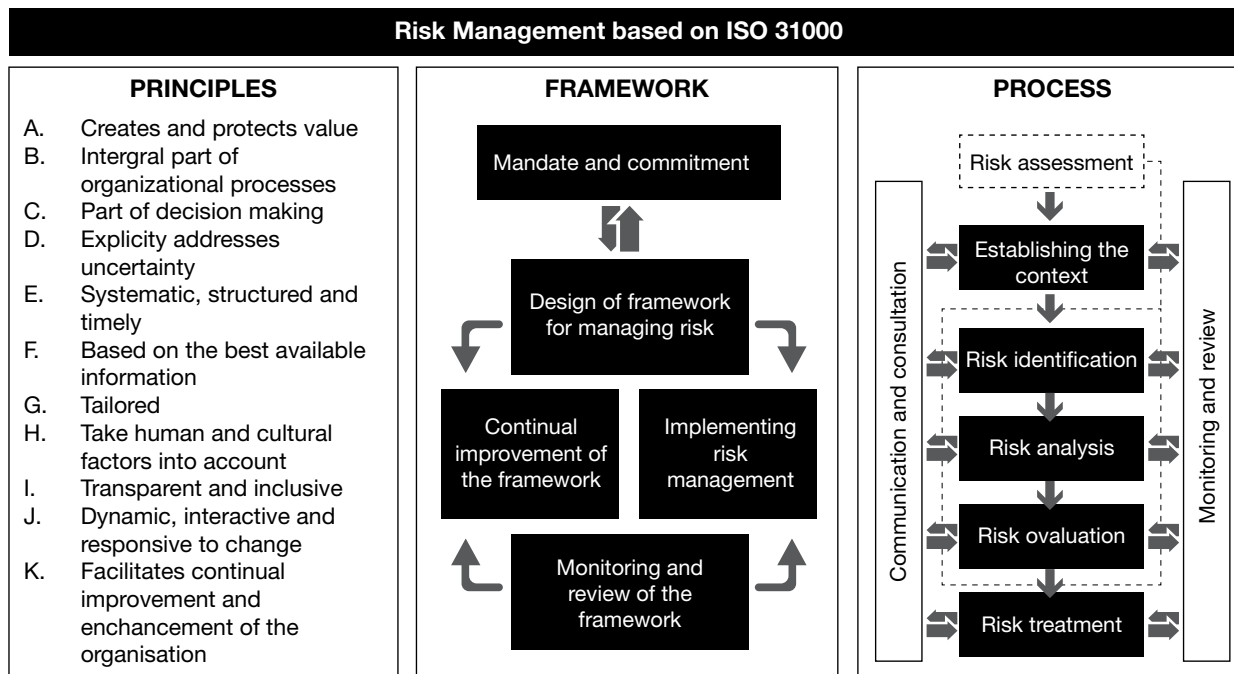 Risk Management based on ISO 31000
PRINCIPLES
A. Creates and protects value
B. Intergral part of
organizational processes
C. Part of decision making
D. Explicity addresses
uncertainty
E. Systematic, structured and
timely
F. Based on the best available
information
G. Tailored
H. Take human and cultural
factors into account
I. Transparent and inclusive
J. Dynamic, interactive and
responsive to change
K. Facilitates continual
improvement and
enchancement of the
organisation
FRAMEWORK
Mandate and commitment
Design of framework
for managing risk
Continual
improvement of
the framework
Implementing
risk
management
Monitoring and
review of the
framework
PROCESS
Risk assessment
Communication and consultation
Establishing the
context
Risk identification
Risk analysis
Risk ovaluation
Risk treatment
Monitoring and review